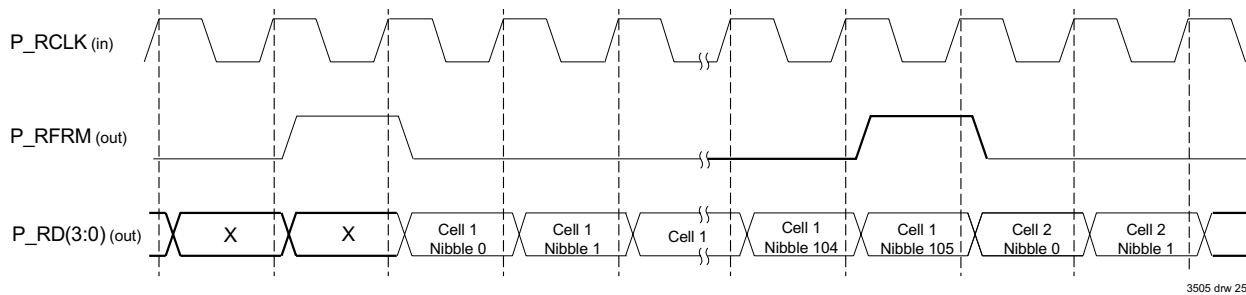 P_RCLK (in)
P_RFRM (out)
P_RD(3:0) (out)
X
X
Cell 1
Nibble 0
Cell 1
Nibble 1
Cell 1
Cell 1
Nibble 104
Cell 1
Nibble 105
Cell 2
Nibble 0
Cell 2
Nibble 1
3505 drw 25